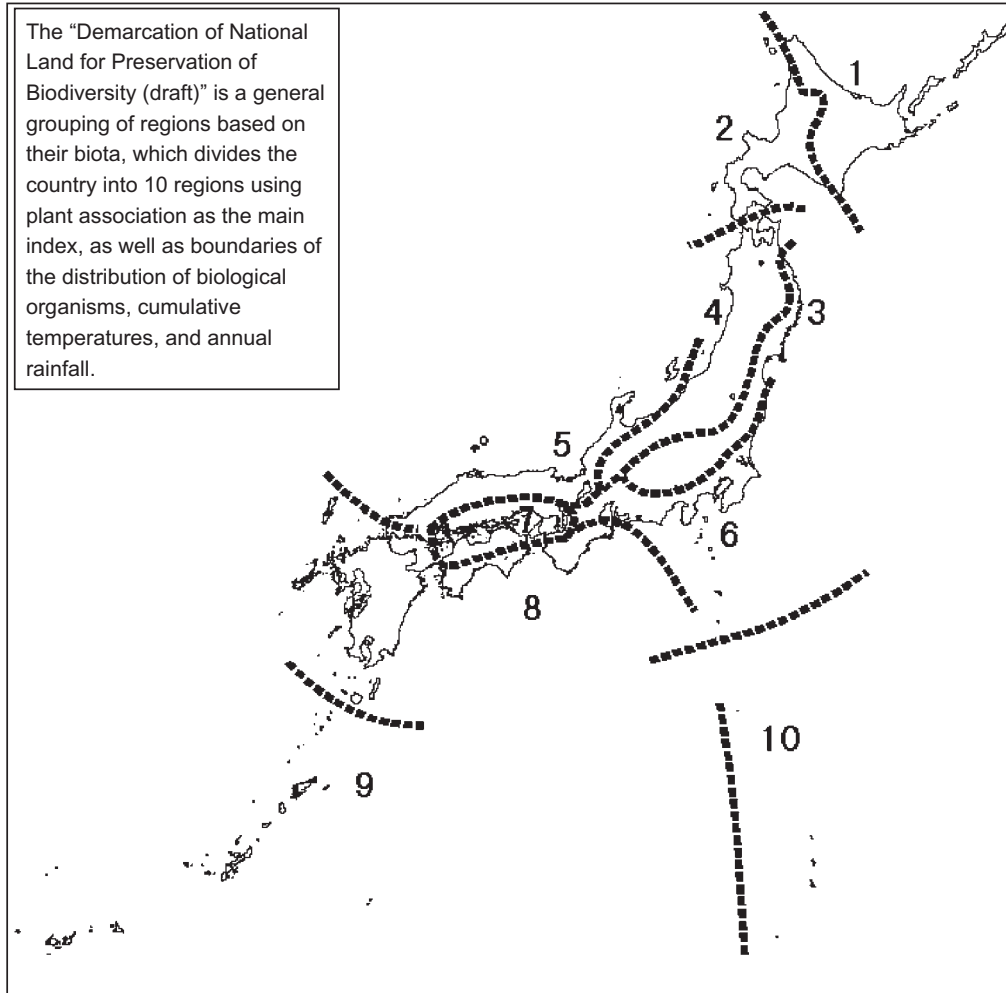 The “Demarcation of National
Land for Preservation of
Biodiversity (draft)” is a general
grouping of regions based on
their biota, which divides the
country into 10 regions using
plant association as the main
index, as well as boundaries of
the distribution of biological
organisms, cumulative
temperatures, and annual
rainfall.
1
2
3
4
5
6
7
8
9
10